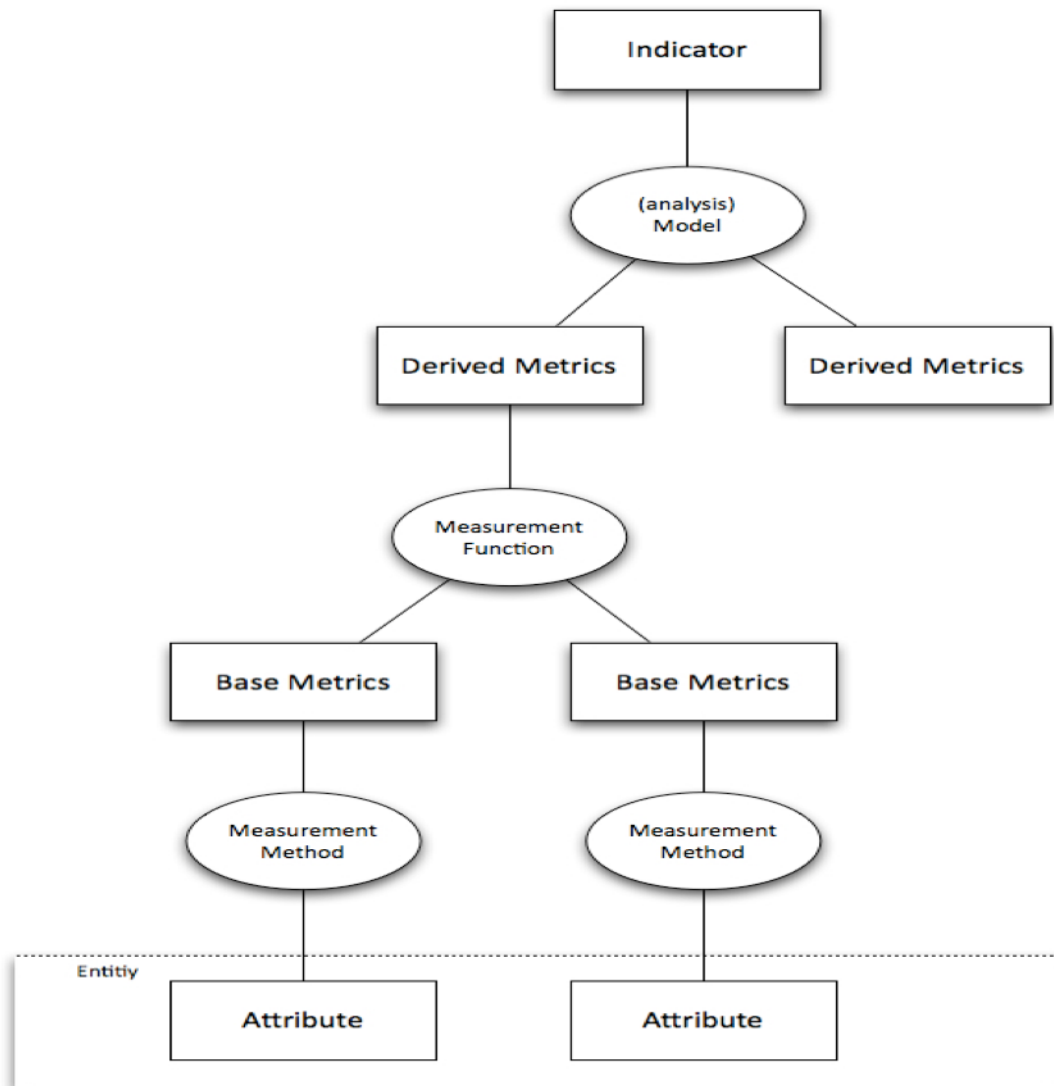 Indicator
(analysis)
Model
Derived Metrics
Derived Metrics
Measurement
Function
Base Metrics
Base Metrics
Measurement
Method
Measurement
Method
Entitiy
Attribute
Attribute